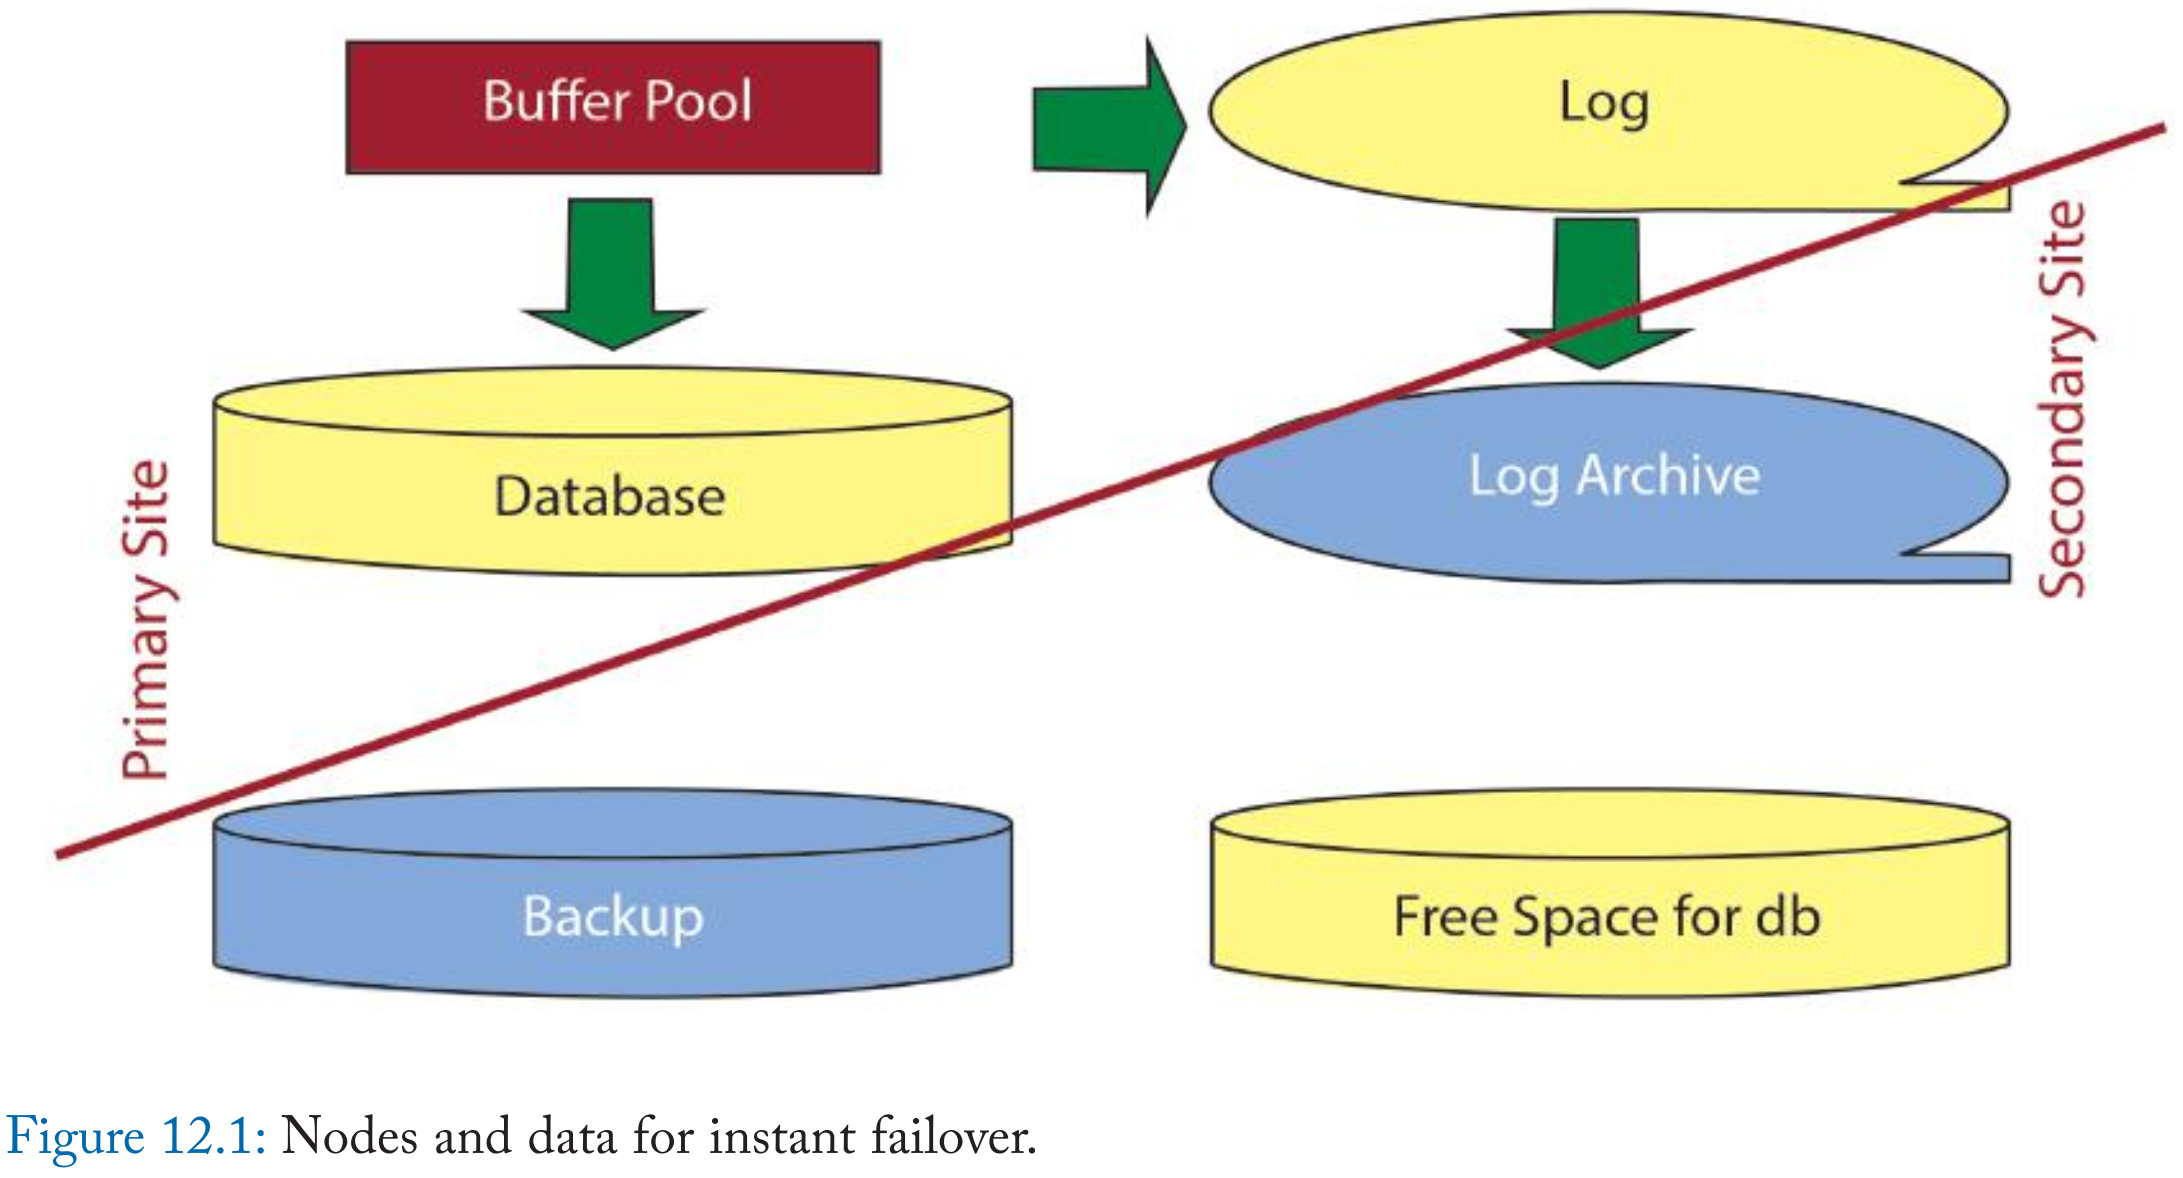 Buffer Pool
Log
Database
Log Archive
Primary Site
Secondary Site
Backup
Free Space for db
Figure 12.1: Nodes and data for instant failover.